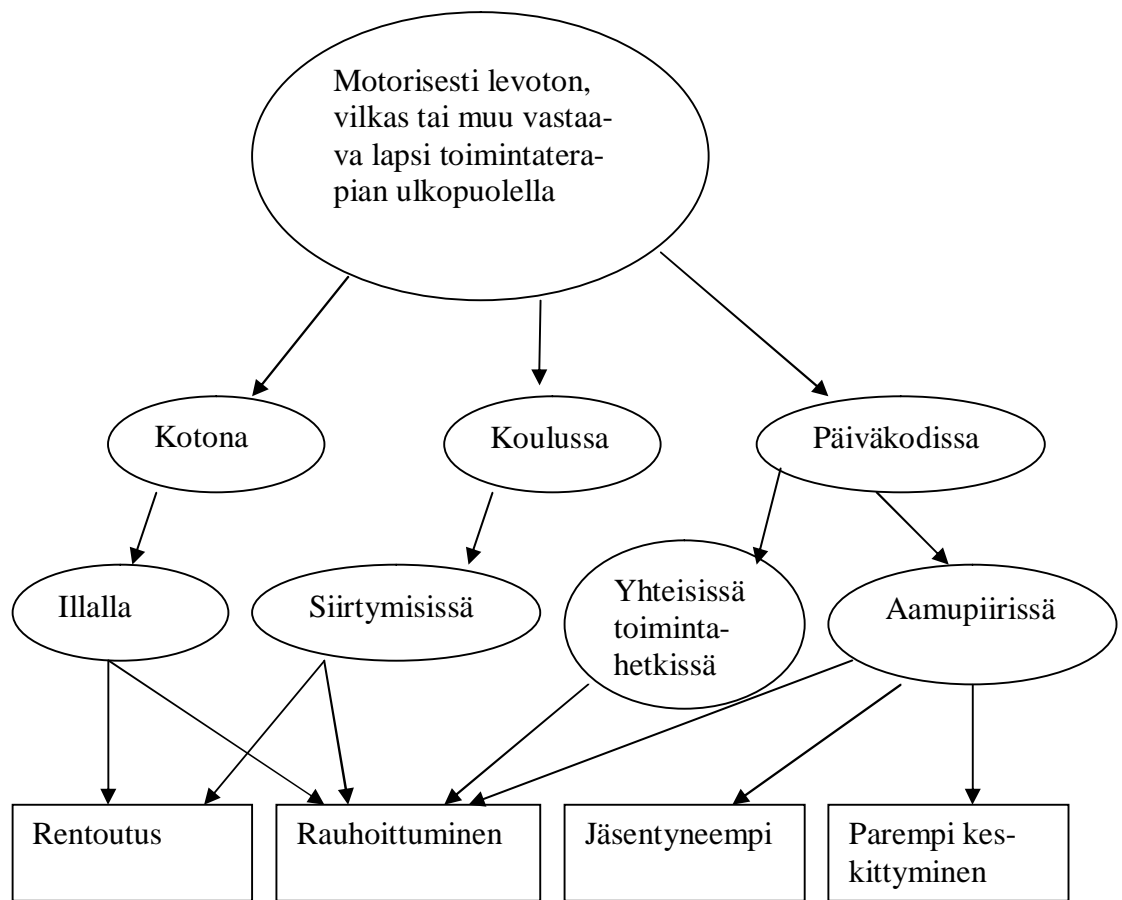 Motorisesti levoton,
vilkas tai muu vastaa-
va lapsi toimintatera-
pian ulkopuolella
Kotona
Koulussa
Päiväkodissa
Illalla
Siirtymisissä
Yhteisissä
toiminta-
hetkissä
Aamupiirissä
Rentoutus
Rauhoittuminen
Jäsentyneempi
Parempi kes-
kittyminen